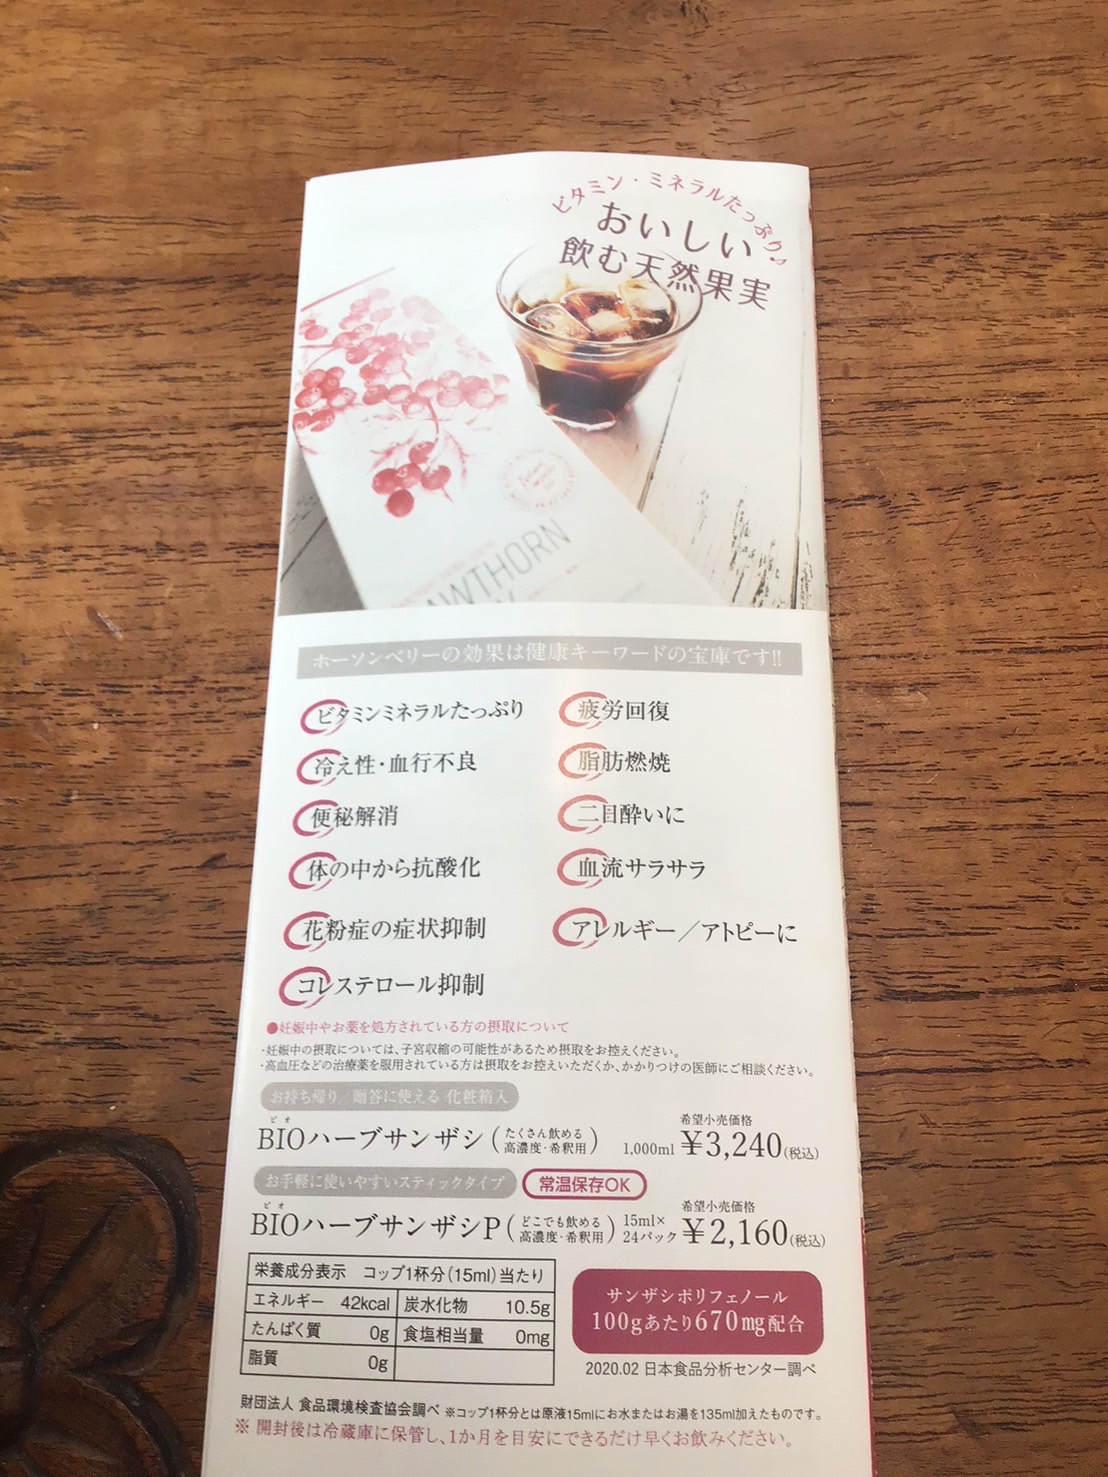 ビタミン・ミネラルたっぷり♪
おいしい
飲む天然果実
AWTHORN
ホーソンベリーの効果は健康キーワードの宝庫です!!
ビタミンミネラルたっぷり
疲労回復
冷え性・血行不良
脂肪燃焼
便秘解消
二日酔いに
体の中から抗酸化
血流サラサラ
花粉症の症状抑制
アレルギー／アトピーに
コレステロール抑制
●妊娠中やお薬を処方されている方の摂取について
・妊娠中の摂取については、子宮収縮の可能性があるため摂取をお控えください。
・高血圧などの治療薬を服用されている方は摂取をお控えいただくか、かかりつけの医師にご相談ください。
お持ち帰り／贈答に使える 化粧箱入
ビオ
BIOハーブサンザシ（たくさん飲める 高濃度・希釈用） 1,000ml 希望小売価格 ¥3,240(税込)
お手軽に使いやすいスティックタイプ 常温保存OK
ビオ
BIOハーブサンザシP（どこでも飲める 高濃度・希釈用） 15ml×24パック 希望小売価格 ¥2,160(税込)
栄養成分表示 コップ1杯分(15ml)当たり
エネルギー 42kcal 炭水化物 10.5g
たんぱく質 0g 食塩相当量 0mg
脂質 0g
サンザシポリフェノール
100gあたり670mg配合
2020.02 日本食品分析センター調べ
財団法人 食品環境検査協会調べ ※コップ1杯分とは原液15mlにお水またはお湯を135ml加えたものです。
※ 開封後は冷蔵庫に保管し、1か月を目安にできるだけ早くお飲みください。